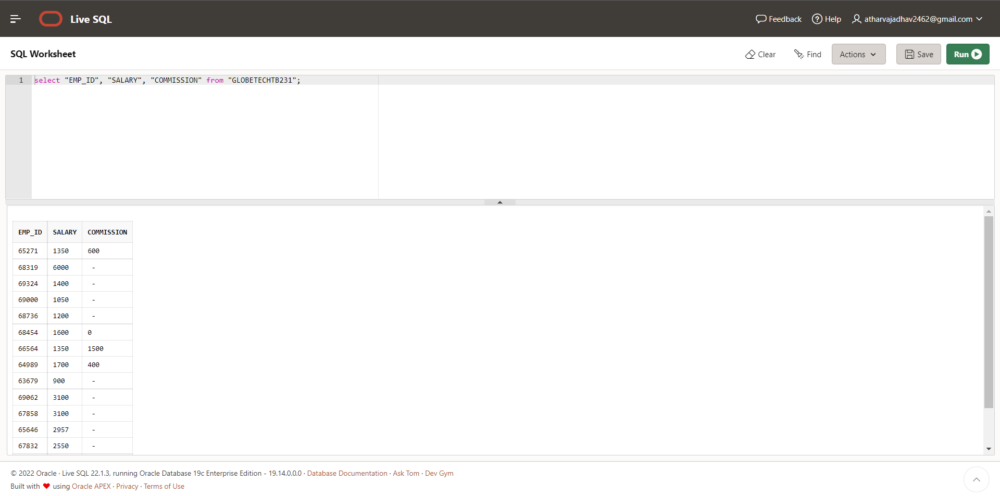 Live SQL
Feedback Help atharvajadhav2462@gmail.com
SQL Worksheet
Clear Find Actions Save Run
1 select "EMP_ID", "SALARY", "COMMISSION" from "GLOBETECHTB231";
EMP_ID SALARY COMMISSION
65271 1350 600
68319 6000 -
69324 1400 -
69000 1050 -
68736 1200 -
68454 1600 0
66564 1350 1500
64989 1700 400
63679 900 -
69062 3100 -
67858 3100 -
65646 2957 -
67832 2550 -
© 2022 Oracle · Live SQL 22.1.3, running Oracle Database 19c Enterprise Edition - 19.14.0.0.0 · Database Documentation · Ask Tom · Dev Gym
Built with ❤ using Oracle APEX · Privacy · Terms of Use